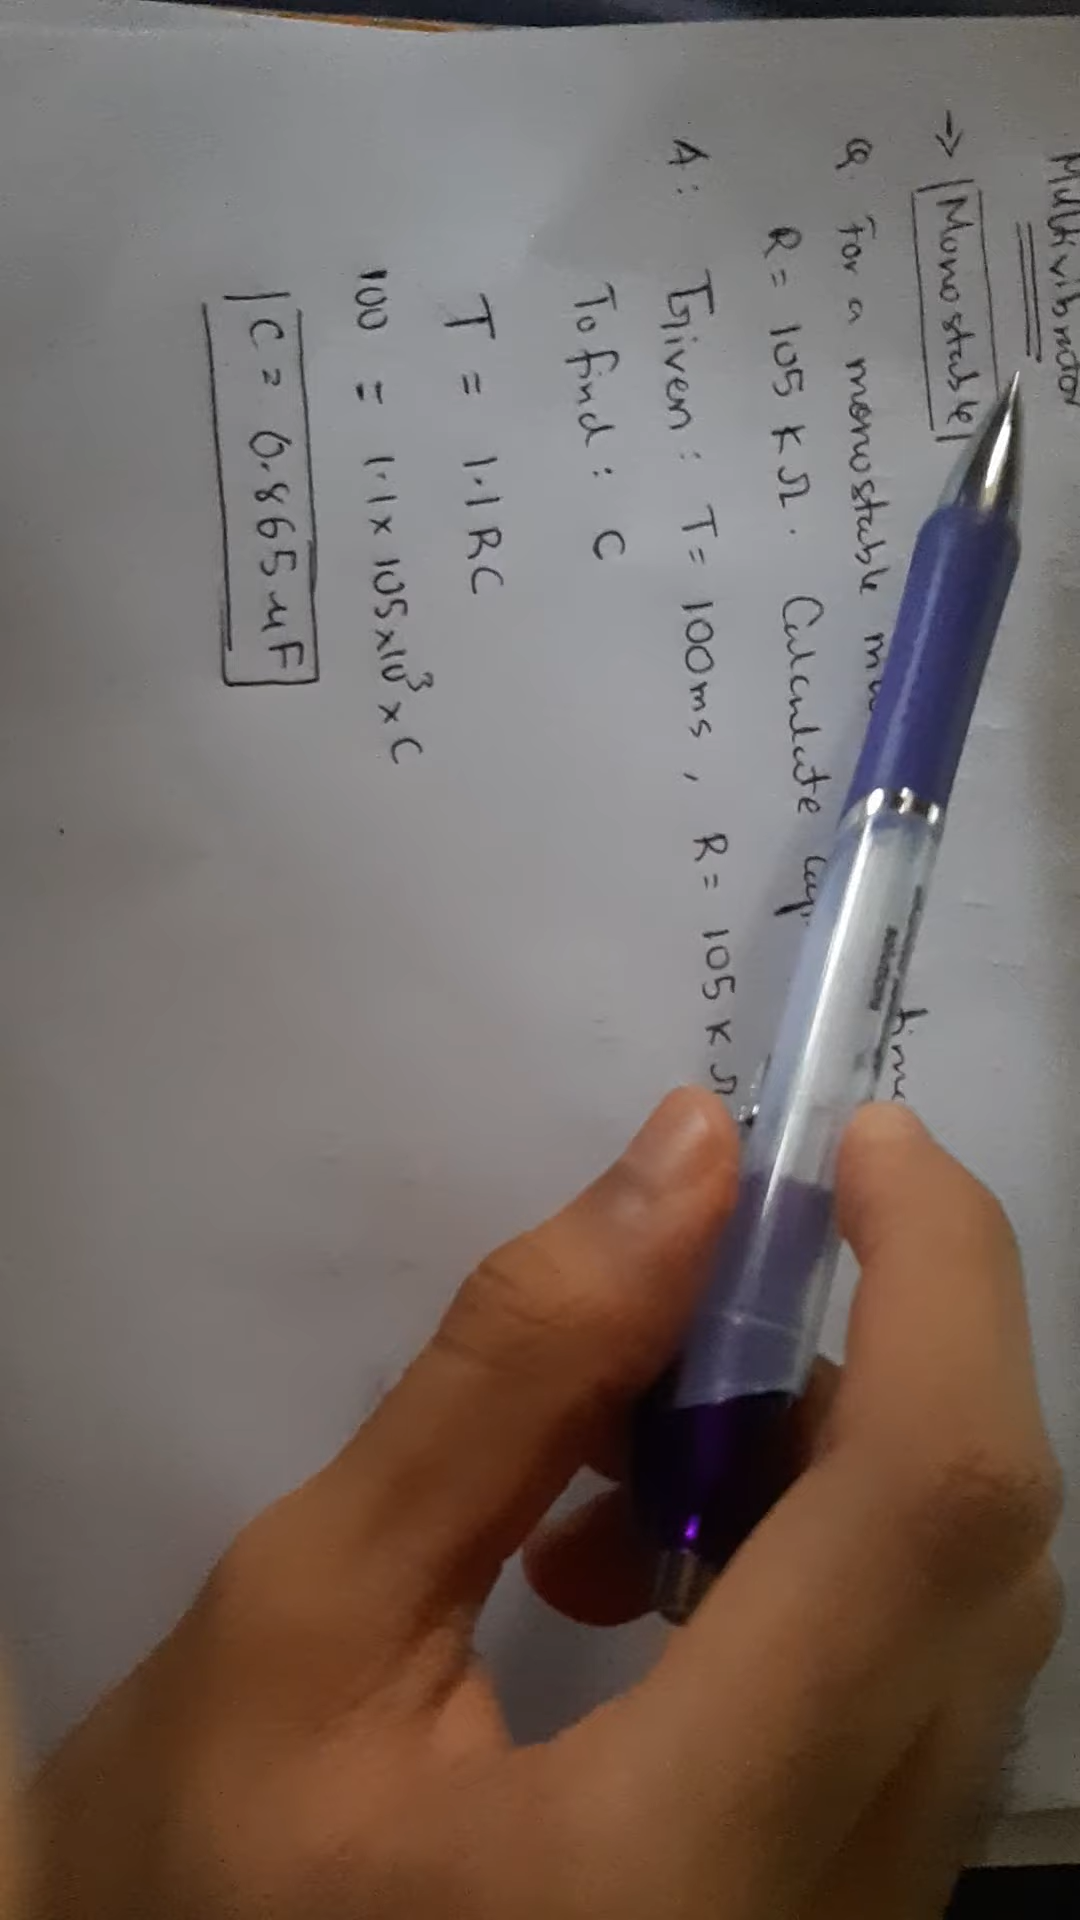 Multivibrator
→ Monostable
Q. For a monostable
R = 105 KΩ. Calculate
A: Given: T = 100ms, R = 105 KΩ
To find: C
T = 1.1 RC
100 = 1.1 x 105 x 10³ x C
C = 0.865 μF